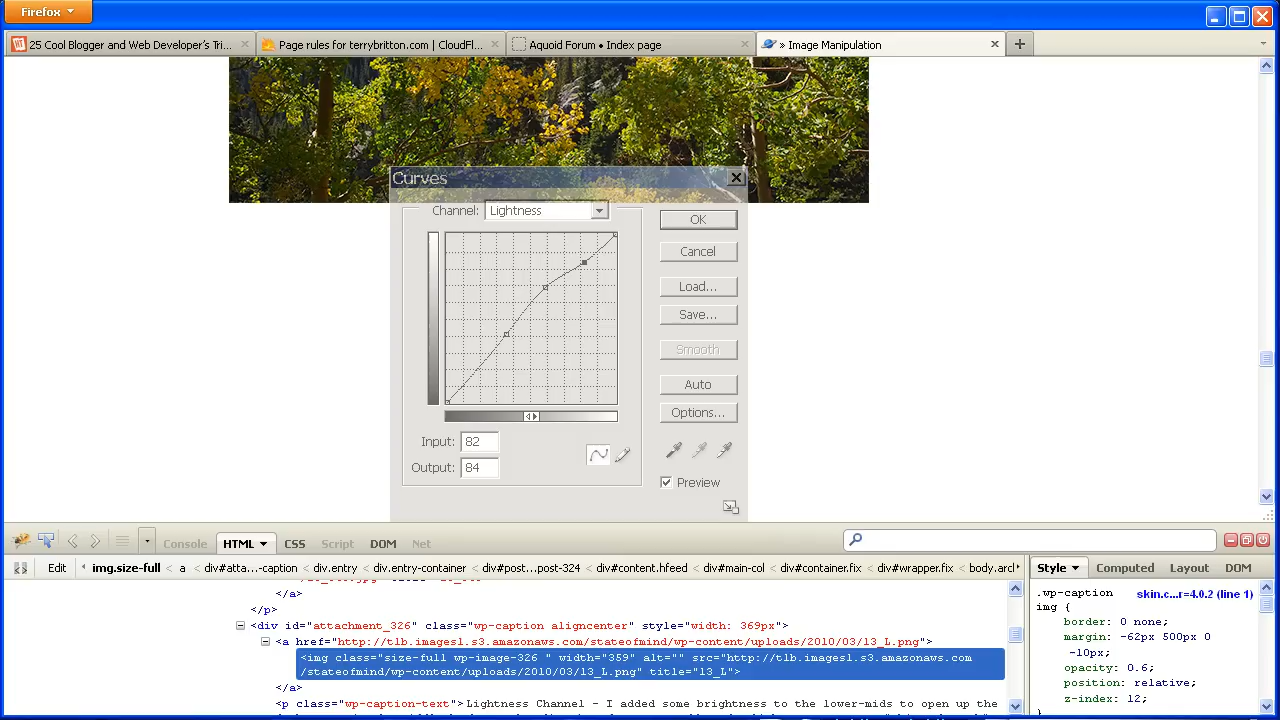 Firefox
25 Cool Blogger and Web Developer's Tri...
Page rules for terrybritton.com | CloudFl...
Aquoid Forum • Index page
» Image Manipulation
Curves
Channel: Lightness
OK
Cancel
Load...
Save...
Smooth
Auto
Options...
Input: 82
Output: 84
Preview
Console HTML CSS Script DOM Net
Edit img.size-full < a < div#atta...-caption < div.entry < div.entry-container < div#post...post-324 < div#content.hfeed < div#main-col < div#container.fix < div#wrapper.fix < body.arcl
Style Computed Layout DOM
</a>
</p>
<div id="attachment_326" class="wp-caption aligncenter" style="width: 369px">
<a href="http://tlb.images1.s3.amazonaws.com/stateofmind/wp-content/uploads/2010/03/13_L.png">
<img class="size-full wp-image-326 " width="359" alt="" src="http://tlb.images1.s3.amazonaws.com
/stateofmind/wp-content/uploads/2010/03/13_L.png" title="13_L">
</a>
<p class="wp-caption-text">Lightness Channel - I added some brightness to the lower-mids to open up the
.wp-caption skin.c...r=4.0.2 (line 1)
img {
border: 0 none;
margin: -62px 500px 0
-10px;
opacity: 0.6;
position: relative;
z-index: 12;